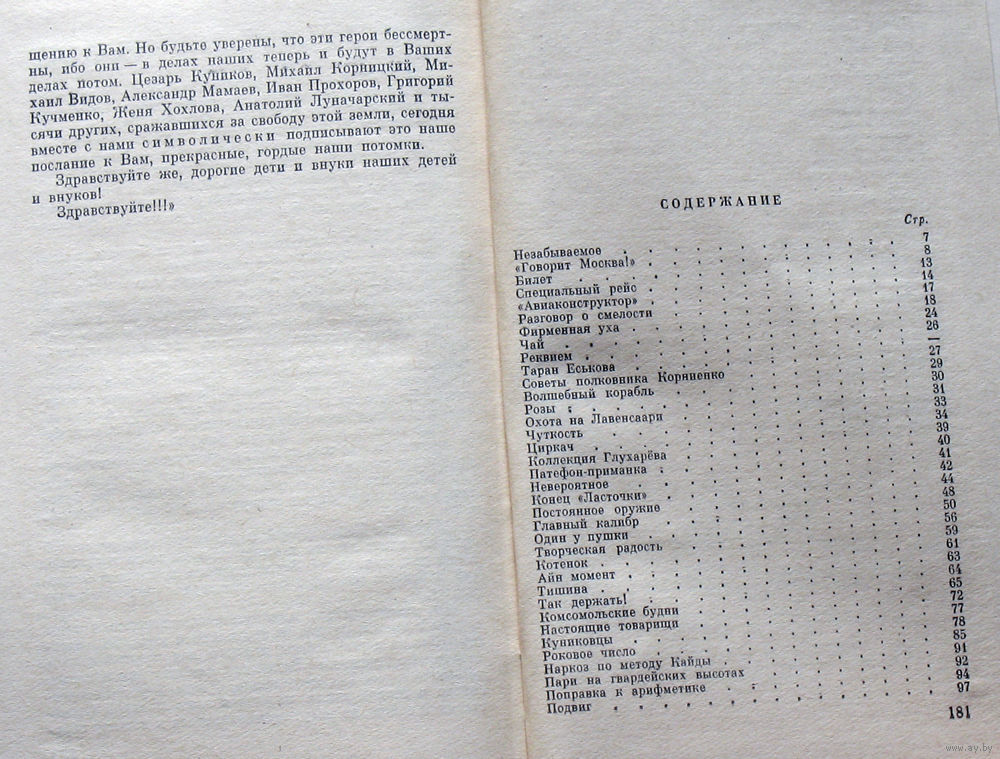 щению к Вам. Но будьте уверены, что эти герои бессмерт-
ны, ибо они — в делах наших теперь и будут в Ваших
делах потом. Цезарь Куников, Михаил Корницкий, Ми-
хаил Видов, Александр Мамаев, Иван Прохоров, Григорий
Кучменко, Женя Хохлова, Анатолий Луначарский и ты-
сячи других, сражавшихся за свободу этой земли, сегодня
вместе с нами символически подписывают это наше
послание к Вам, прекрасные, гордые наши потомки.
Здравствуйте же, дорогие дети и внуки наших детей
и внуков!
Здравствуйте!!!»
СОДЕРЖАНИЕ
Стр.
Незабываемое 7
«Говорит Москва!» 8
Билет 13
Специальный рейс 14
«Авиаконструктор» 17
Разговор о смелости 18
Фирменная уха 24
Чай 26
Реквием —
Таран Еськова 27
Советы полковника Корниенко 29
Волшебный корабль 30
Розы 31
Охота на Лавенсаари 33
Чуткость 34
Циркач 39
Коллекция Глухарёва 40
Патефон-приманка 41
Невероятное 42
Конец «Ласточки» 44
Постоянное оружие 48
Главный калибр 50
Один у пушки 56
Творческая радость 59
Котенок 61
Айн момент 63
Тишина 64
Так держать! 65
Комсомольские будни 72
Настоящие товарищи 77
Куниковцы 78
Роковое число 85
Наркоз по методу Кайды 91
Пари на гвардейских высотах 92
Поправка к арифметике 94
Подвиг 97
181
www.ay.by